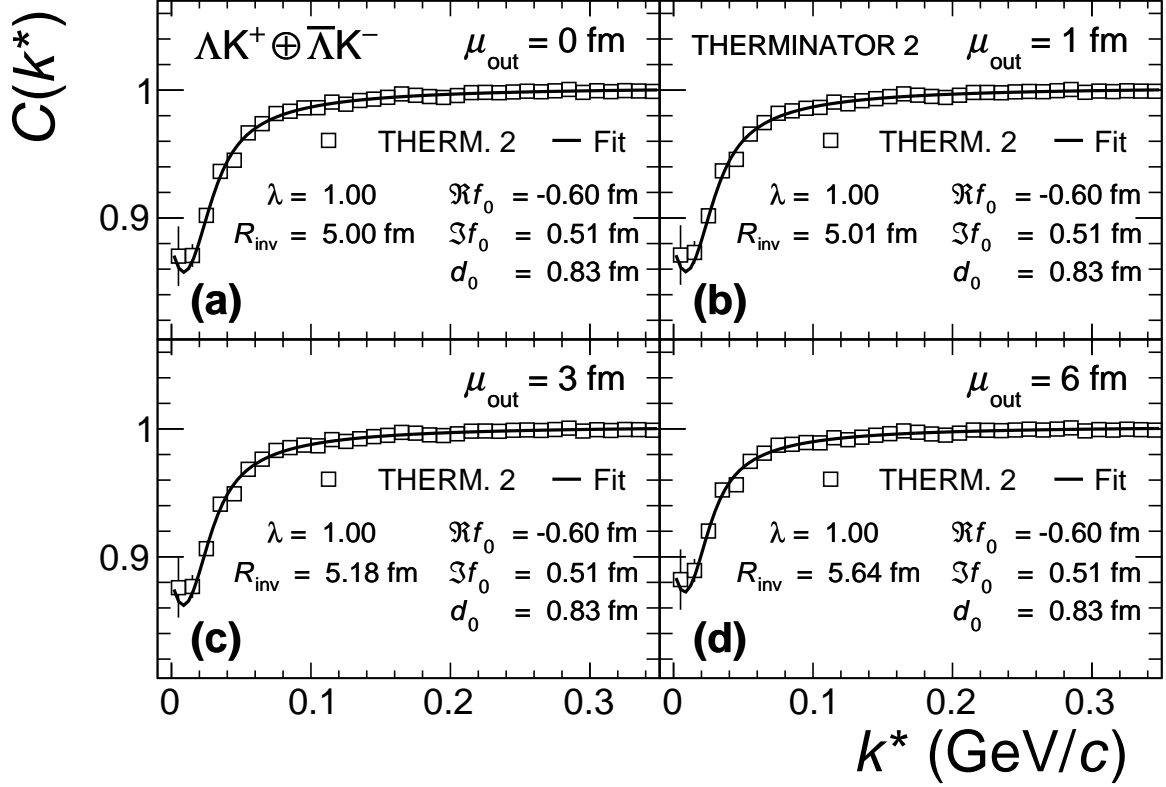 C(k*)
ΛK⁺ ⊕ Λ̅K⁻
μout = 0 fm
1
0.9
THERM. 2 Fit
λ = 1.00 ℜf0 = -0.60 fm
Rinv = 5.00 fm ℑf0 = 0.51 fm
d0 = 0.83 fm
(a)
THERMINATOR 2
μout = 1 fm
THERM. 2 Fit
λ = 1.00 ℜf0 = -0.60 fm
Rinv = 5.01 fm ℑf0 = 0.51 fm
d0 = 0.83 fm
(b)
μout = 3 fm
1
0.9
THERM. 2 Fit
λ = 1.00 ℜf0 = -0.60 fm
Rinv = 5.18 fm ℑf0 = 0.51 fm
d0 = 0.83 fm
(c)
μout = 6 fm
THERM. 2 Fit
λ = 1.00 ℜf0 = -0.60 fm
Rinv = 5.64 fm ℑf0 = 0.51 fm
d0 = 0.83 fm
(d)
0 0.1 0.2 0.3 0 0.1 0.2 0.3
k* (GeV/c)